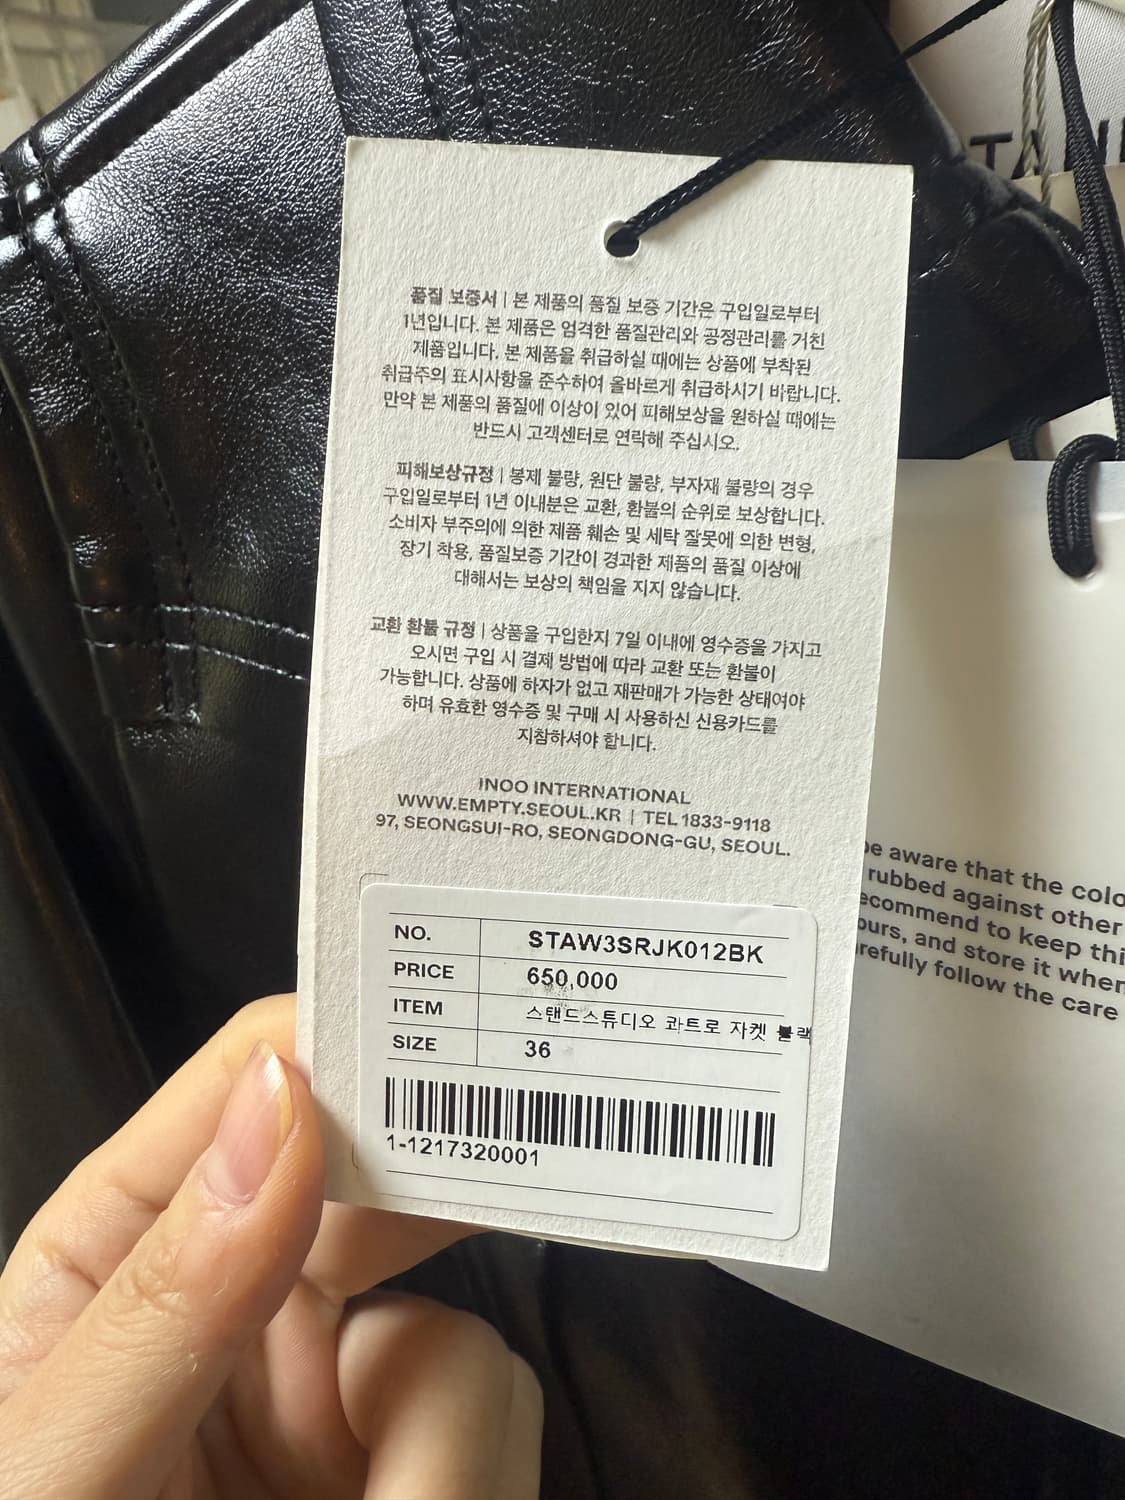 품질 보증서 | 본 제품의 품질 보증 기간은 구입일로부터
1년입니다. 본 제품은 엄격한 품질관리와 공정관리를 거친
제품입니다. 본 제품을 취급하실 때에는 상품에 부착된
취급주의 표시사항을 준수하여 올바르게 취급하시기 바랍니다.
만약 본 제품의 품질에 이상이 있어 피해보상을 원하실 때에는
반드시 고객센터로 연락해 주십시오.
피해보상규정 | 봉제 불량, 원단 불량, 부자재 불량의 경우
구입일로부터 1년 이내분은 교환, 환불의 순위로 보상합니다.
소비자 부주의에 의한 제품 훼손 및 세탁 잘못에 의한 변형,
장기 착용, 품질보증 기간이 경과한 제품의 품질 이상에
대해서는 보상의 책임을 지지 않습니다.
교환 환불 규정 | 상품을 구입한지 7일 이내에 영수증을 가지고
오시면 구입 시 결제 방법에 따라 교환 또는 환불이
가능합니다. 상품에 하자가 없고 재판매가 가능한 상태여야
하며 유효한 영수증 및 구매 시 사용하신 신용카드를
지참하셔야 합니다.
INOO INTERNATIONAL
WWW.EMPTY.SEOUL.KR | TEL 1833-9118
97, SEONGSUI-RO, SEONGDONG-GU, SEOUL.
NO. STAW3SRJK012BK
PRICE 650,000
ITEM 스탠드스튜디오 콰트로 자켓 블랙
SIZE 36
1-1217320001
be aware that the colo
rubbed against other
ecommend to keep thi
ours, and store it when
refully follow the care